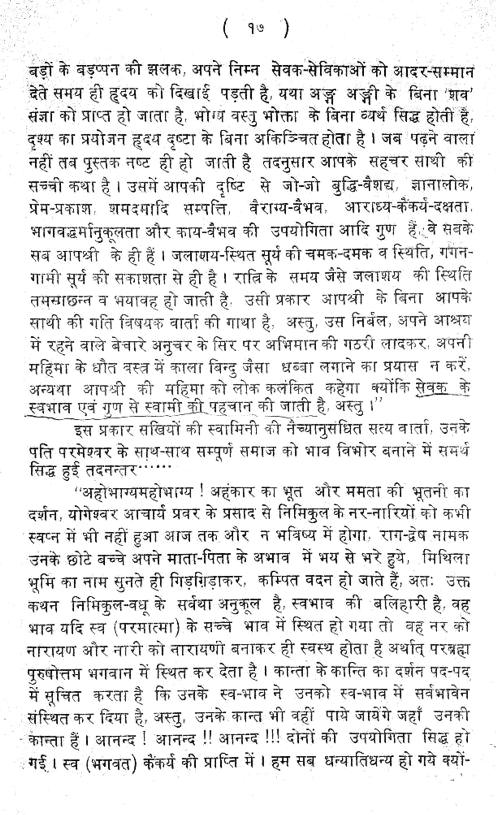 ( १७ )
बड़ों के बड़प्पन की झलक, अपने निम्न सेवक-सेविकाओं को आदर-सम्मान
देते समय ही हृदय को दिखाई पड़ती है, यथा अङ्ग अङ्गी के बिना 'शव'
संज्ञा को प्राप्त हो जाता है, भोग्य वस्तु भोक्ता के बिना व्यर्थ सिद्ध होती है,
दृश्य का प्रयोजन हृदय दृष्टा के बिना अकिञ्चित होता है । जब पढ़ने वाला
नहीं तब पुस्तक नष्ट ही हो जाती है तदनुसार आपके सहचर साथी की
सच्ची कथा है । उसमें आपकी दृष्टि से जो-जो बुद्धि-वैशद्य, ज्ञानालोक,
प्रेम-प्रकाश, शमदमादि सम्पत्ति, वैराग्य-वैभव, आराध्य-कैंकर्य-दक्षता,
भागवद्धर्मानुकूलता और काय-वैभव की उपयोगिता आदि गुण हैं, वे सबके
सब आपश्री के ही हैं । जलाशय-स्थित सूर्य की चमक-दमक व स्थिति, गगन-
गामी सूर्य की सकाशता से ही है । रात्रि के समय जैसे जलाशय की स्थिति
तमसाछन्न व भयावह हो जाती है, उसी प्रकार आपश्री के बिना आपके
साथी की गति विषयक वार्ता की गाथा है, अस्तु, उस निर्बल, अपने आश्रय
में रहने वाले बेचारे अनुचर के सिर पर अभिमान की गठरी लादकर, अपनी
महिमा के धौत वस्त्र में काला बिन्दु जैसा धब्बा लगाने का प्रयास न करें,
अन्यथा आपश्री की महिमा को लोक कलंकित कहेगा क्योंकि सेवक के
स्वभाव एवं गुण से स्वामी की पहचान की जाती है, अस्तु ।"
इस प्रकार सखियों की स्वामिनी की नैच्यानुसंधित सत्य वार्ता, उनके
पति परमेश्वर के साथ-साथ सम्पूर्ण समाज को भाव विभोर बनाने में समर्थ
सिद्ध हुई तदनन्तर······
"अहोभाग्यमहोभाग्य ! अहंकार का भूत और ममता की भूतनी का
दर्शन, योगेश्वर आचार्य प्रवर के प्रसाद से निमिकुल के नर-नारियों को कभी
स्वप्न में भी नहीं हुआ आज तक और न भविष्य में होगा, राग-द्वेष नामक
उनके छोटे बच्चे अपने माता-पिता के अभाव में भय से भरे हुये, मिथिला
भूमि का नाम सुनते ही गिड़गिड़ाकर, कम्पित वदन हो जाते हैं, अतः उक्त
कथन निमिकुल-वधू के सर्वथा अनुकूल है, स्वभाव की बलिहारी है, वह
भाव यदि स्व (परमात्मा) के सच्चे भाव में स्थित हो गया तो वह नर को
नारायण और नारी को नारायणी बनाकर ही स्वस्थ होता है अर्थात् परब्रह्म
पुरुषोत्तम भगवान में स्थित कर देता है । कान्ता के कान्ति का दर्शन पद-पद
में सूचित करता है कि उनके स्व-भाव ने उनको स्व-भाव में सर्वभावेन
संस्थित कर दिया है, अस्तु, उनके कान्त भी वहीं पाये जायेंगे जहाँ उनकी
कान्ता हैं । आनन्द ! आनन्द !! आनन्द !!! दोनों की उपयोगिता सिद्ध हो
गई । स्व (भगवत) कैंकर्य की प्राप्ति में । हम सब धन्यातिधन्य हो गये क्यों-